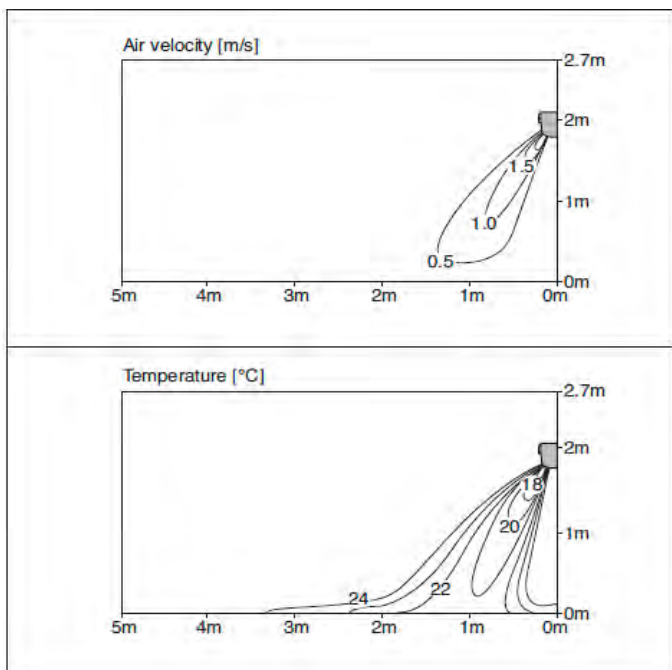 Air velocity [m/s]
2.7m
2m
1.5
1m
1.0
0.5
0m
5m 4m 3m 2m 1m 0m
Temperature [°C]
2.7m
2m
18
20
1m
24 22
0m
5m 4m 3m 2m 1m 0m